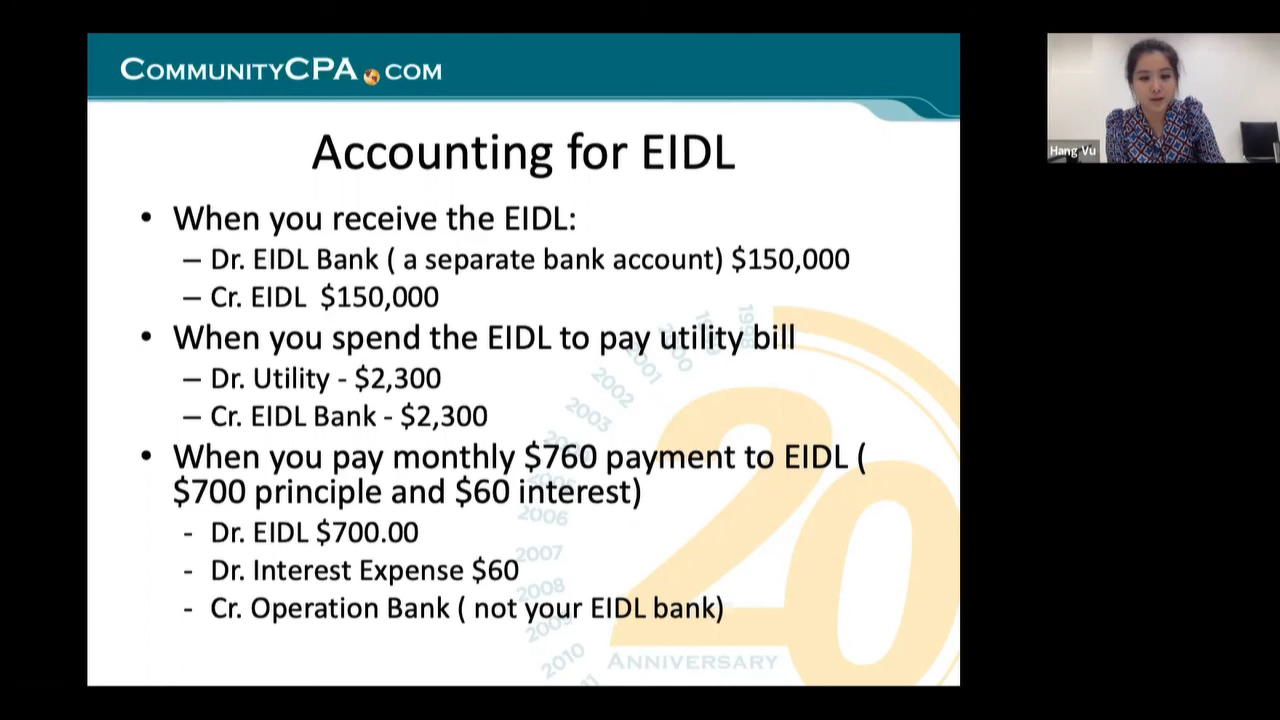 COMMUNITYCPA.COM
Hang Vu
Accounting for EIDL
• When you receive the EIDL:
– Dr. EIDL Bank ( a separate bank account) $150,000
– Cr. EIDL $150,000
• When you spend the EIDL to pay utility bill
– Dr. Utility - $2,300
– Cr. EIDL Bank - $2,300
• When you pay monthly $760 payment to EIDL (
$700 principle and $60 interest)
- Dr. EIDL $700.00
- Dr. Interest Expense $60
- Cr. Operation Bank ( not your EIDL bank)
1998
2001
2002
2003
2006
2007
2008
2009
2010
20
ANNIVERSARY